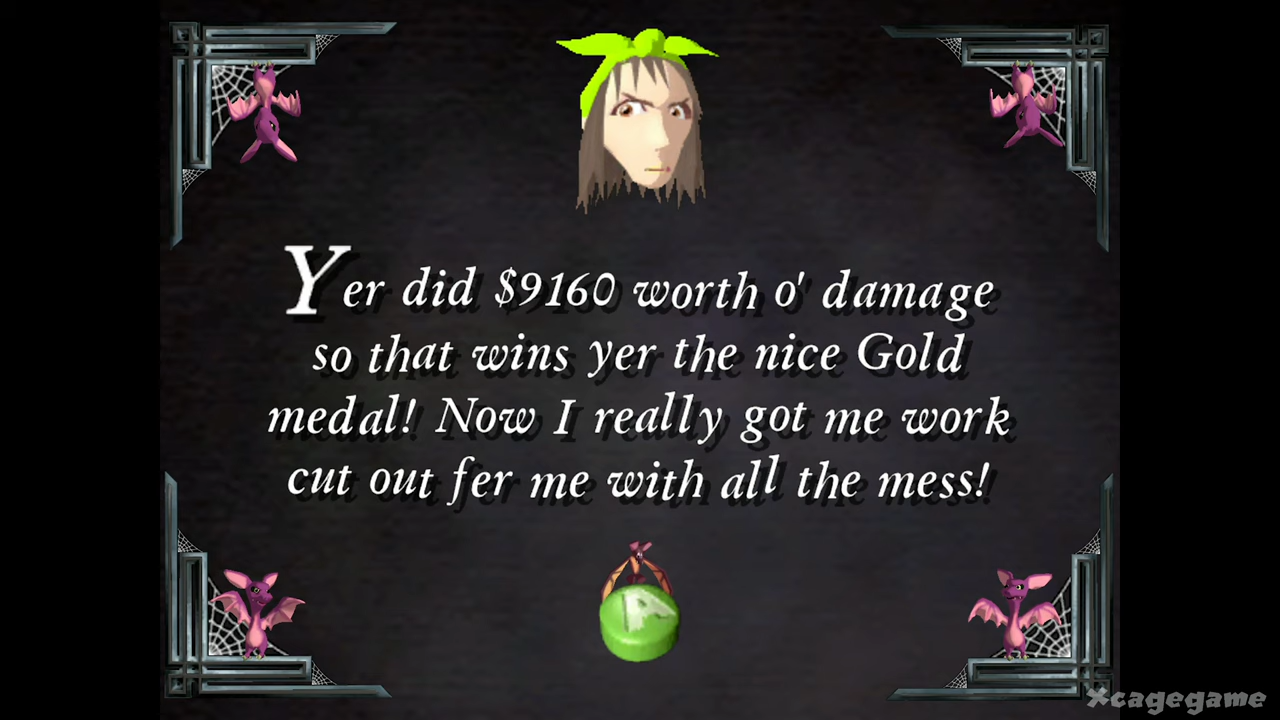 Yer did $9160 worth o' damage
so that wins yer the nice Gold
medal! Now I really got me work
cut out fer me with all the mess!
A
Xcagegame